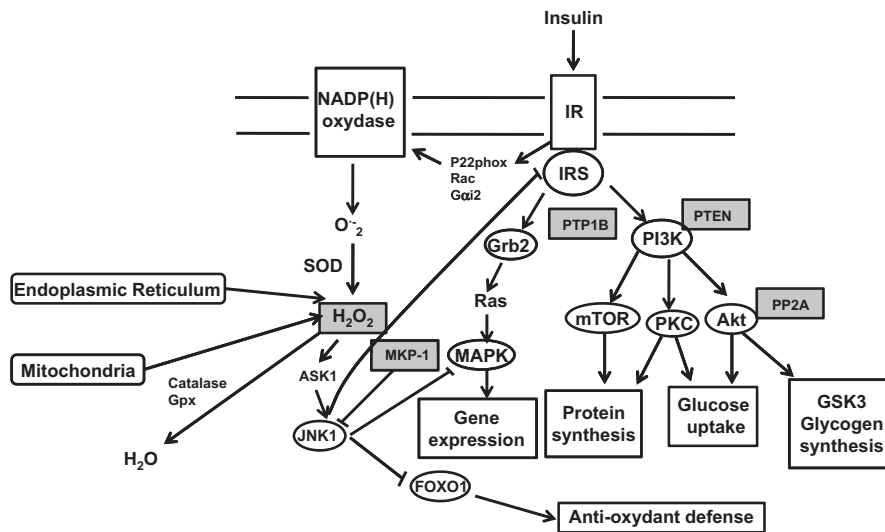 Insulin
NADP(H)
oxydase
IR
P22phox
Rac
Gαi2
IRS
PTP1B
PTEN
PI3K
O·-₂
Grb2
SOD
Endoplasmic Reticulum
H₂O₂
Ras
mTOR
PKC
Akt
PP2A
Mitochondria
Catalase
Gpx
ASK1
MKP-1
MAPK
JNK1
Gene
expression
Protein
synthesis
Glucose
uptake
GSK3
Glycogen
synthesis
H₂O
FOXO1
Anti-oxydant defense